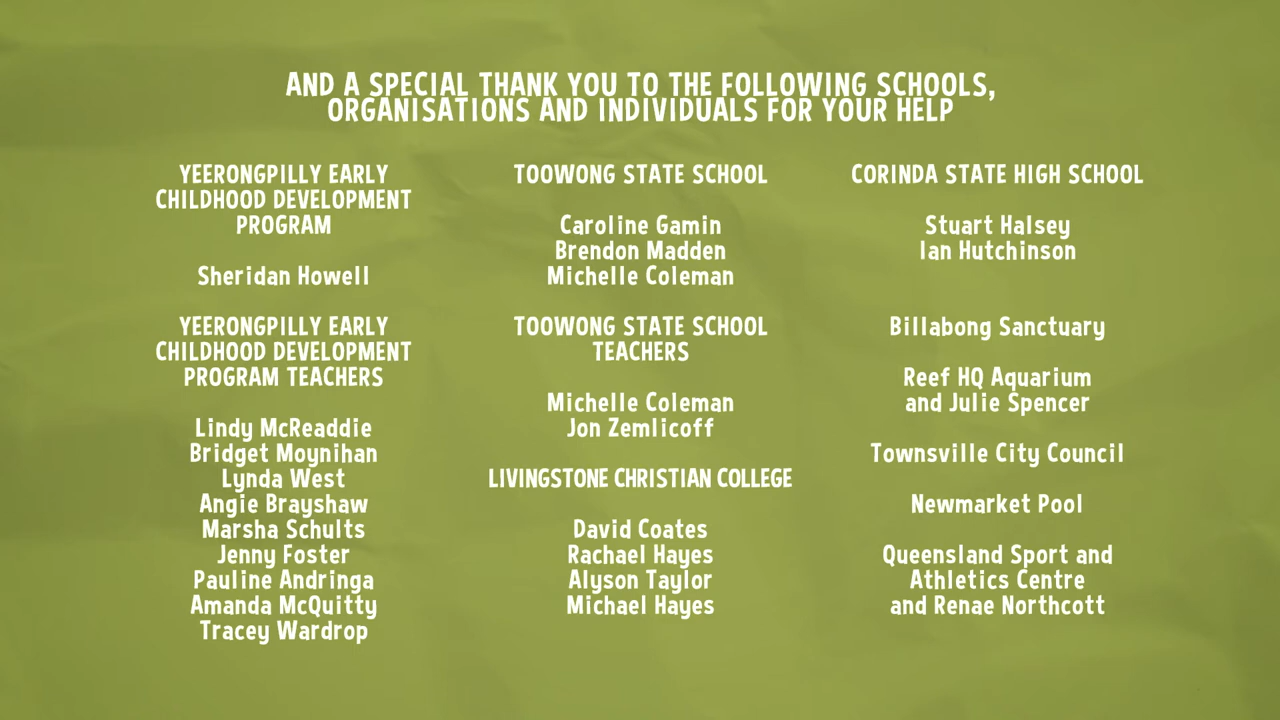 AND A SPECIAL THANK YOU TO THE FOLLOWING SCHOOLS,
ORGANISATIONS AND INDIVIDUALS FOR YOUR HELP
YEERONGPILLY EARLY
CHILDHOOD DEVELOPMENT
PROGRAM
Sheridan Howell
YEERONGPILLY EARLY
CHILDHOOD DEVELOPMENT
PROGRAM TEACHERS
Lindy McReaddie
Bridget Moynihan
Lynda West
Angie Brayshaw
Marsha Schults
Jenny Foster
Pauline Andringa
Amanda McQuitty
Tracey Wardrop
TOOWONG STATE SCHOOL
Caroline Gamin
Brendon Madden
Michelle Coleman
TOOWONG STATE SCHOOL
TEACHERS
Michelle Coleman
Jon Zemlicoff
LIVINGSTONE CHRISTIAN COLLEGE
David Coates
Rachael Hayes
Alyson Taylor
Michael Hayes
CORINDA STATE HIGH SCHOOL
Stuart Halsey
Ian Hutchinson
Billabong Sanctuary
Reef HQ Aquarium
and Julie Spencer
Townsville City Council
Newmarket Pool
Queensland Sport and
Athletics Centre
and Renae Northcott